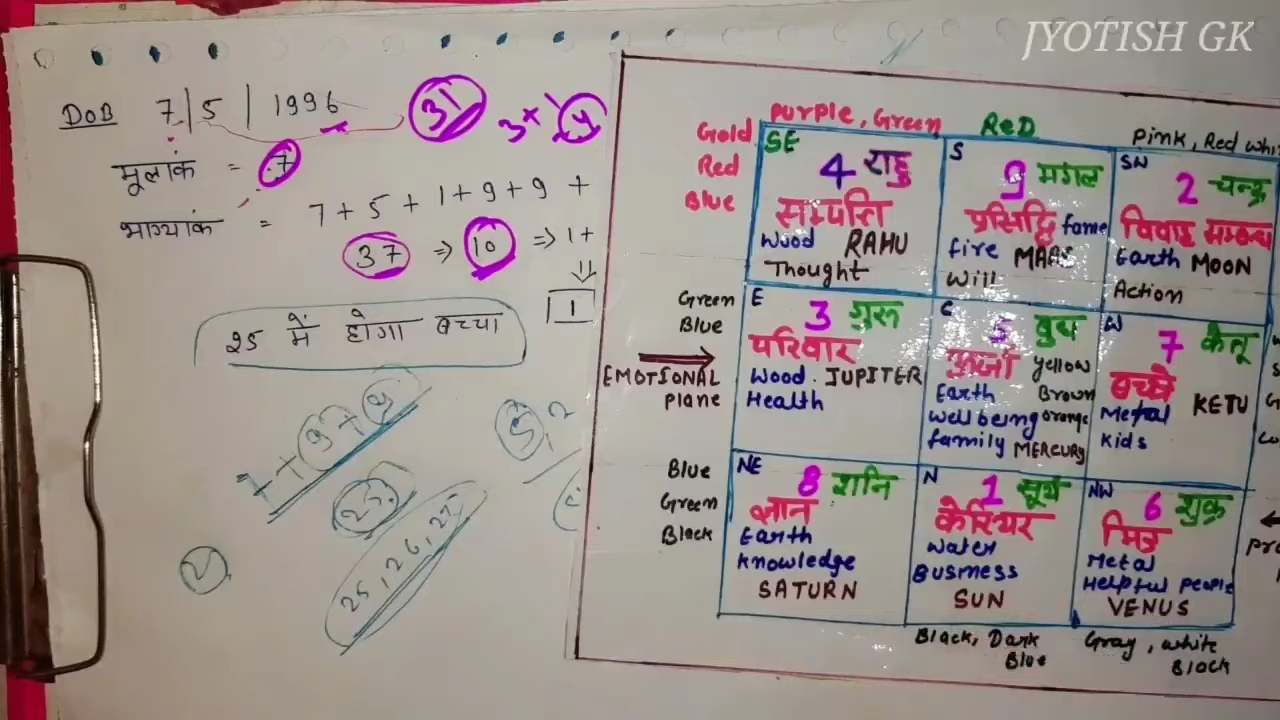 JYOTISH GK
DOB 7/5/1996
31
3
मूलांक = 7
भाग्यांक = 7+5+1+9+9+
37 ⇒ 10 ⇒ 1+
1
25 में होगा बच्चा
25
25, 26, 27
Gold
Red
Blue
Purple, Green
ReD
Pink, Red whi
SE
4 राहु
सम्पत्ति
Wood RAHU
Thought
S
9 मंगल
प्रसिद्धि fame
fire MARS
Will
SW
2 चन्द्र
विवाह सम्बन्ध
Earth MOON
Action
Green
Blue
EMOTIONAL
Plane
E
3 गुरू
परिवार
Wood. JUPITER
Health
C
5 बुध
ऊर्जा yellow
Earth Brown
well being orange
family MERCURY
W
7 केतू
बच्चे
Metal KETU
Kids
Blue
Green
Black
NE
8 शनि
ज्ञान
Earth
Knowledge
SATURN
N
1 सूर्य
केरियर
Water
Business
SUN
NW
6 शुक्र
मित्र
Metal
Helpful People
VENUS
Black, Dark
Blue
Gray, white
Black